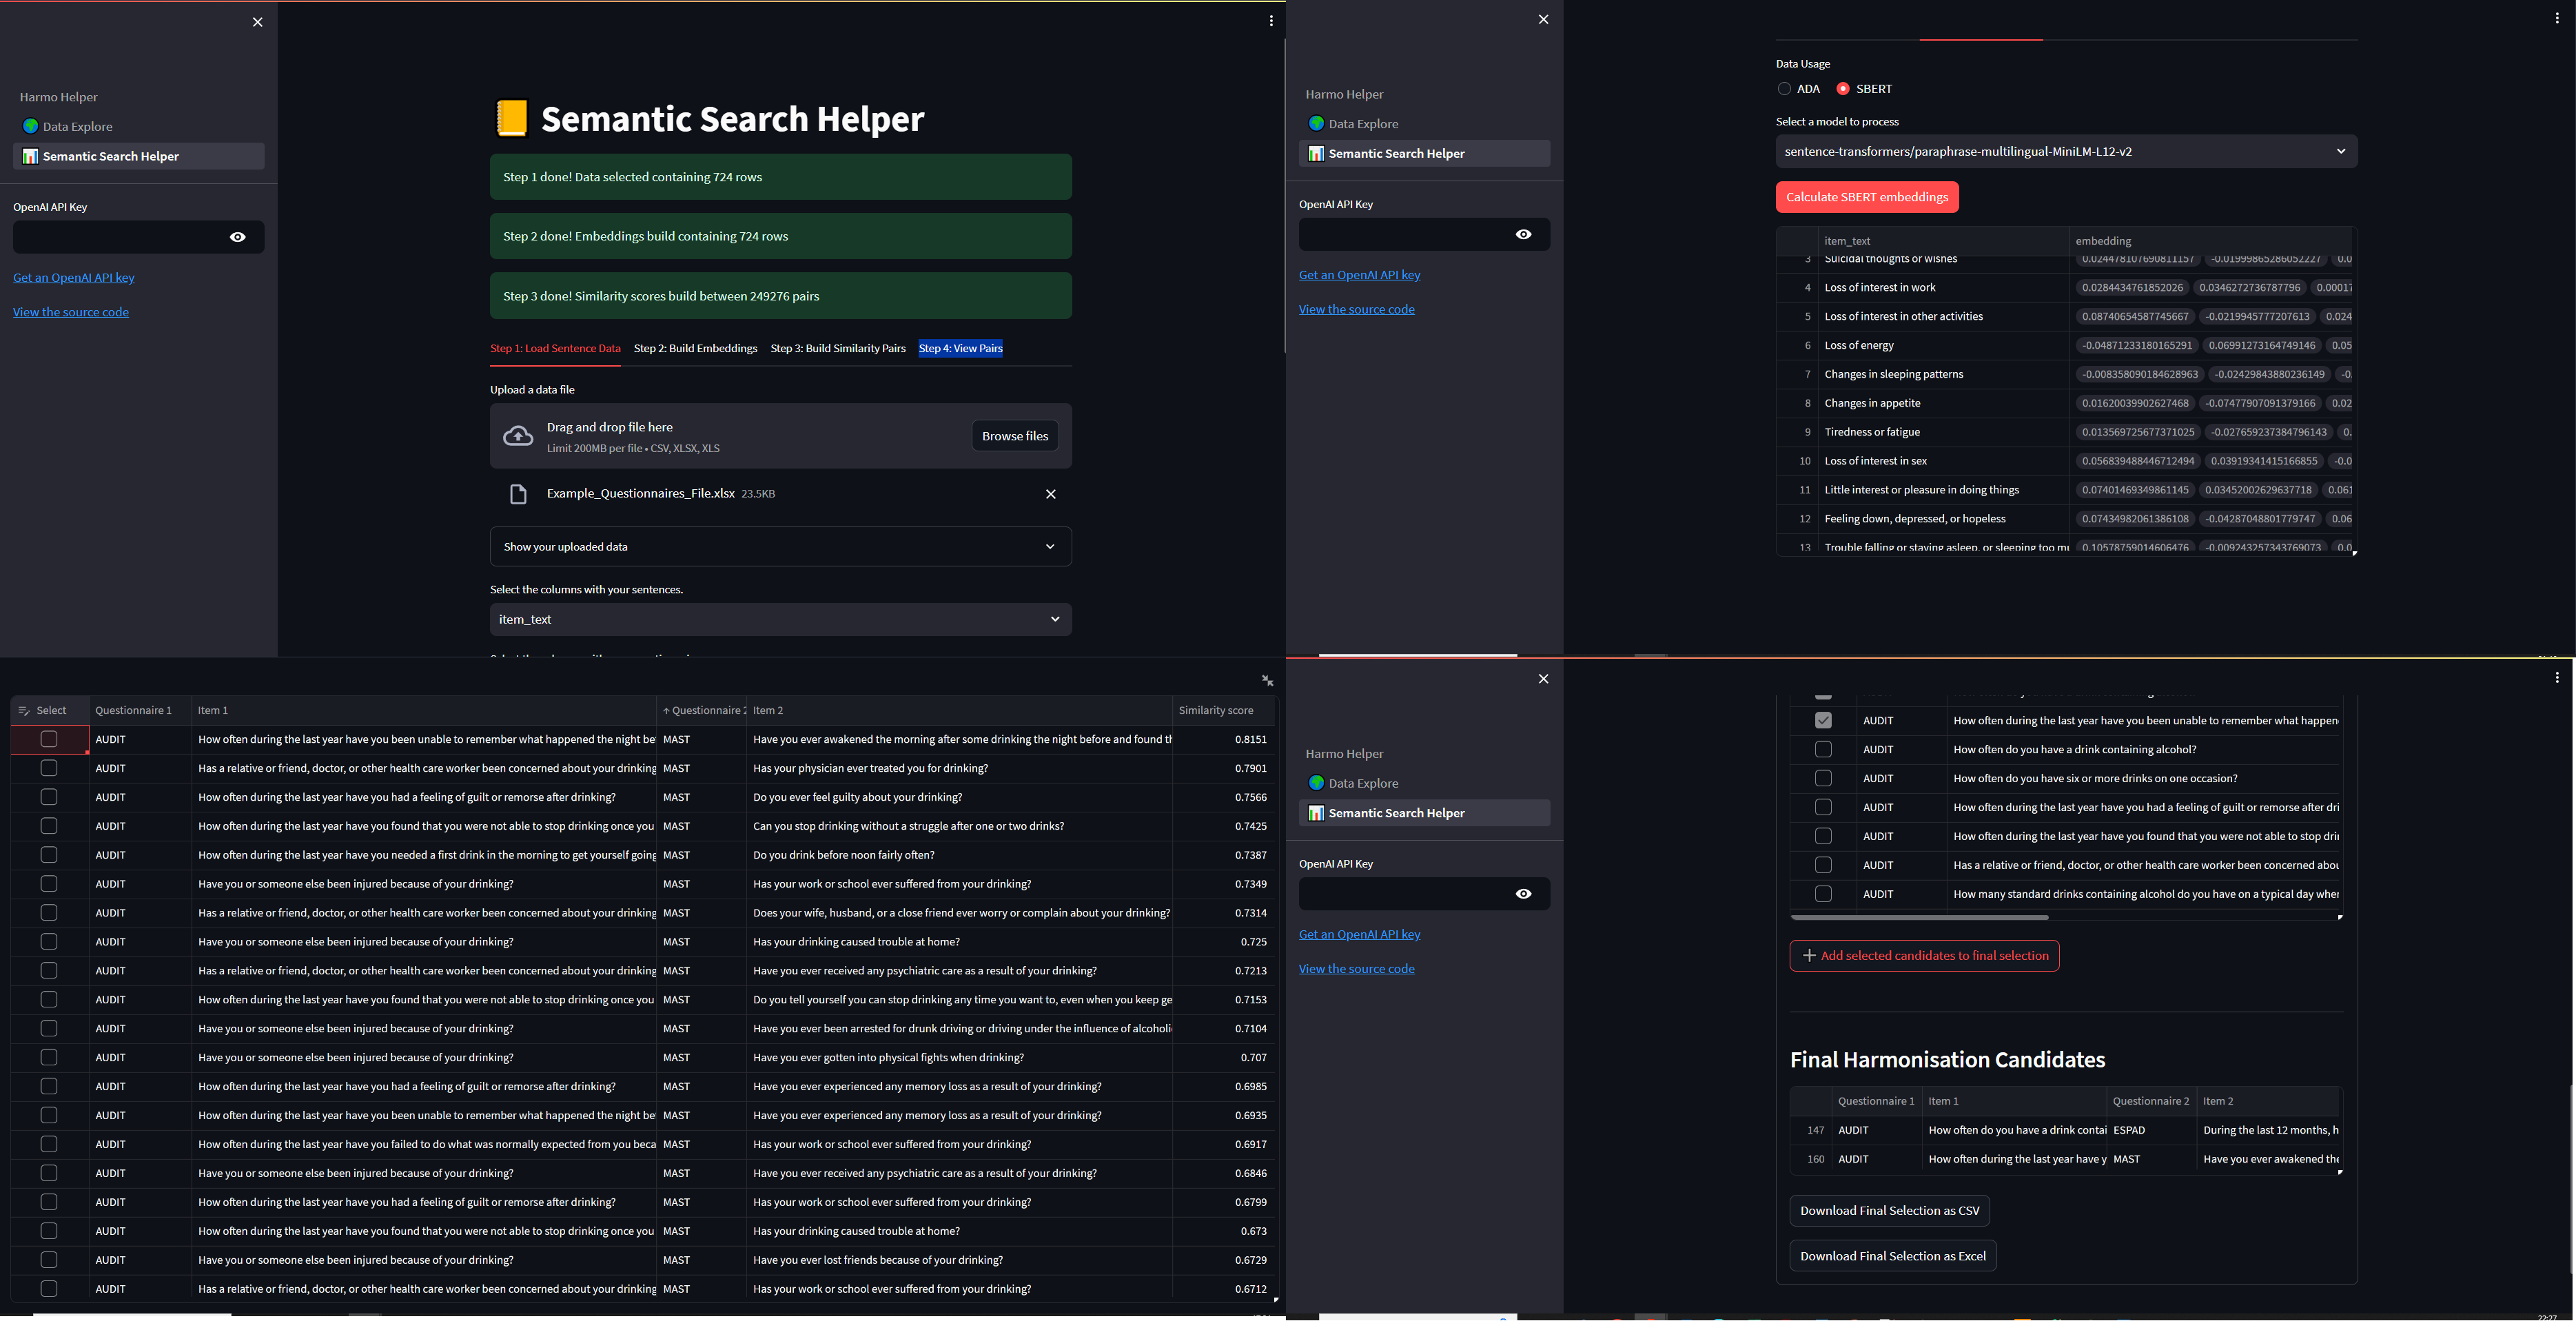 Harmo Helper
Data Explore
Semantic Search Helper
OpenAI API Key
Get an OpenAI API key
View the source code
Semantic Search Helper
Step 1 done! Data selected containing 724 rows
Step 2 done! Embeddings build containing 724 rows
Step 3 done! Similarity scores build between 249276 pairs
Step 1: Load Sentence Data Step 2: Build Embeddings Step 3: Build Similarity Pairs Step 4: View Pairs
Upload a data file
Drag and drop file here
Limit 200MB per file • CSV, XLSX, XLS
Browse files
Example_Questionnaires_File.xlsx 23.5KB
Show your uploaded data
Select the columns with your sentences.
item_text
Harmo Helper
Data Explore
Semantic Search Helper
OpenAI API Key
Get an OpenAI API key
View the source code
Data Usage
ADA SBERT
Select a model to process
sentence-transformers/paraphrase-multilingual-MiniLM-L12-v2
Calculate SBERT embeddings
item_text embedding
3 Suicidal thoughts or wishes 0.024478107690811157 -0.01999865286052227 0.0
4 Loss of interest in work 0.0284434761852026 0.0346272736787796 0.00017
5 Loss of interest in other activities 0.08740654587745667 -0.0219945777207613 0.024
6 Loss of energy -0.04871233180165291 0.06991273164749146 0.05
7 Changes in sleeping patterns -0.008358090184628963 -0.02429843880236149 -0.
8 Changes in appetite 0.01620039902627468 -0.07477907091379166 0.02
9 Tiredness or fatigue 0.013569725677371025 -0.027659237384796143 0.
10 Loss of interest in sex 0.056839488446712494 0.03919341415166855 -0.0
11 Little interest or pleasure in doing things 0.07401469349861145 0.03452002629637718 0.061
12 Feeling down, depressed, or hopeless 0.07434982061386108 -0.04287048801779747 0.06
13 Trouble falling or staying asleep, or sleeping too mu 0.10578759014606476 -0.009243257343769073 0.0
Select Questionnaire 1 Item 1 ↑ Questionnaire 2 Item 2 Similarity score
AUDIT How often during the last year have you been unable to remember what happened the night be MAST Have you ever awakened the morning after some drinking the night before and found th 0.8151
AUDIT Has a relative or friend, doctor, or other health care worker been concerned about your drinking MAST Has your physician ever treated you for drinking? 0.7901
AUDIT How often during the last year have you had a feeling of guilt or remorse after drinking? MAST Do you ever feel guilty about your drinking? 0.7566
AUDIT How often during the last year have you found that you were not able to stop drinking once you MAST Can you stop drinking without a struggle after one or two drinks? 0.7425
AUDIT How often during the last year have you needed a first drink in the morning to get yourself going MAST Do you drink before noon fairly often? 0.7387
AUDIT Have you or someone else been injured because of your drinking? MAST Has your work or school ever suffered from your drinking? 0.7349
AUDIT Has a relative or friend, doctor, or other health care worker been concerned about your drinking MAST Does your wife, husband, or a close friend ever worry or complain about your drinking? 0.7314
AUDIT Have you or someone else been injured because of your drinking? MAST Has your drinking caused trouble at home? 0.725
AUDIT Has a relative or friend, doctor, or other health care worker been concerned about your drinking MAST Have you ever received any psychiatric care as a result of your drinking? 0.7213
AUDIT How often during the last year have you found that you were not able to stop drinking once you MAST Do you tell yourself you can stop drinking any time you want to, even when you keep ge 0.7153
AUDIT Have you or someone else been injured because of your drinking? MAST Have you ever been arrested for drunk driving or driving under the influence of alcoholi 0.7104
AUDIT Have you or someone else been injured because of your drinking? MAST Have you ever gotten into physical fights when drinking? 0.707
AUDIT How often during the last year have you had a feeling of guilt or remorse after drinking? MAST Have you ever experienced any memory loss as a result of your drinking? 0.6985
AUDIT How often during the last year have you been unable to remember what happened the night be MAST Have you ever experienced any memory loss as a result of your drinking? 0.6935
AUDIT How often during the last year have you failed to do what was normally expected from you beca MAST Has your work or school ever suffered from your drinking? 0.6917
AUDIT Have you or someone else been injured because of your drinking? MAST Have you ever received any psychiatric care as a result of your drinking? 0.6846
AUDIT How often during the last year have you had a feeling of guilt or remorse after drinking? MAST Has your work or school ever suffered from your drinking? 0.6799
AUDIT How often during the last year have you found that you were not able to stop drinking once you MAST Has your drinking caused trouble at home? 0.673
AUDIT Have you or someone else been injured because of your drinking? MAST Have you ever lost friends because of your drinking? 0.6729
AUDIT Has a relative or friend, doctor, or other health care worker been concerned about your drinking MAST Has your work or school ever suffered from your drinking? 0.6712
Harmo Helper
Data Explore
Semantic Search Helper
OpenAI API Key
Get an OpenAI API key
View the source code
AUDIT How often during the last year have you been unable to remember what happen
AUDIT How often do you have a drink containing alcohol?
AUDIT How often do you have six or more drinks on one occasion?
AUDIT How often during the last year have you had a feeling of guilt or remorse after dri
AUDIT How often during the last year have you found that you were not able to stop drin
AUDIT Has a relative or friend, doctor, or other health care worker been concerned abou
AUDIT How many standard drinks containing alcohol do you have on a typical day wher
Add selected candidates to final selection
Final Harmonisation Candidates
Questionnaire 1 Item 1 Questionnaire 2 Item 2
147 AUDIT How often do you have a drink contai ESPAD During the last 12 months, h
160 AUDIT How often during the last year have y MAST Have you ever awakened the
Download Final Selection as CSV
Download Final Selection as Excel